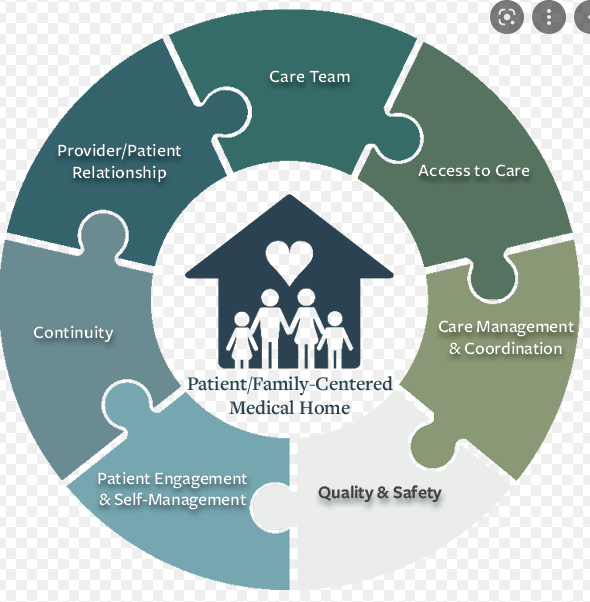 Care Team
Provider/Patient
Relationship
Access to Care
Continuity
Care Management
& Coordination
Patient/Family-Centered
Medical Home
Patient Engagement
& Self-Management
Quality & Safety